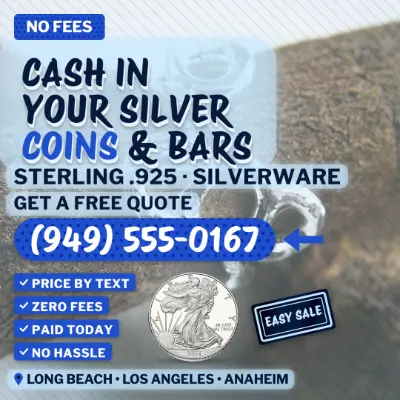 NO FEES
CASH IN
YOUR SILVER
COINS & BARS
STERLING .925 · SILVERWARE
GET A FREE QUOTE
(949) 555-0167
PRICE BY TEXT
ZERO FEES
PAID TODAY
NO HASSLE
EASY SALE
LONG BEACH • LOS ANGELES • ANAHEIM